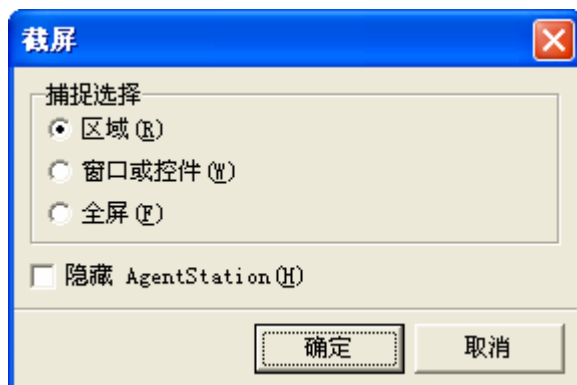 截屏
捕捉选择
区域(R)
窗口或控件(W)
全屏(F)
隐藏 AgentStation(H)
确定
取消